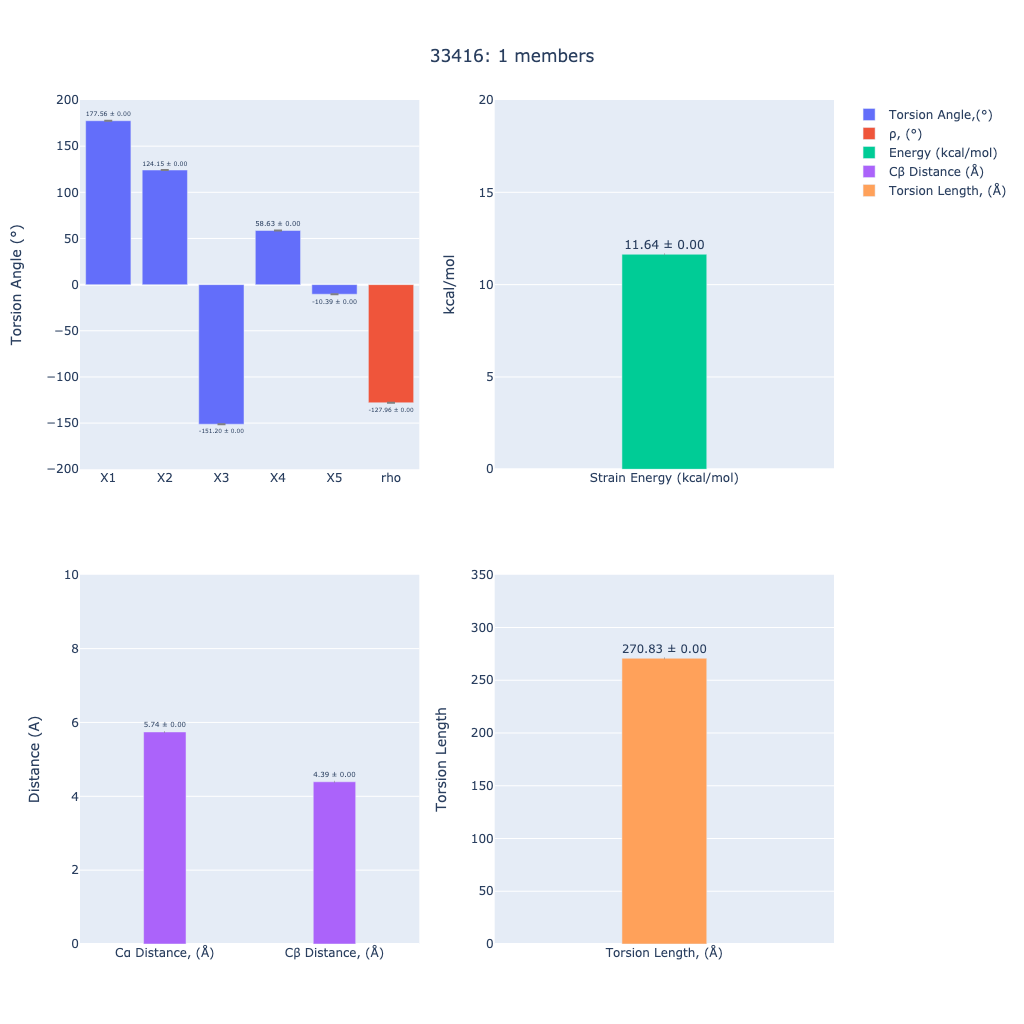 33416: 1 members
Torsion Angle (°)
200
150
100
50
0
−50
−100
−150
−200
177.56 ± 0.00
124.15 ± 0.00
-151.20 ± 0.00
58.63 ± 0.00
-10.39 ± 0.00
-127.96 ± 0.00
X1 X2 X3 X4 X5 rho
kcal/mol
20
15
10
5
0
11.64 ± 0.00
Strain Energy (kcal/mol)
Torsion Angle,(°)
ρ, (°)
Energy (kcal/mol)
Cβ Distance (Å)
Torsion Length, (Å)
Distance (A)
10
8
6
4
2
0
5.74 ± 0.00
4.39 ± 0.00
Cα Distance, (Å) Cβ Distance, (Å)
Torsion Length
350
300
250
200
150
100
50
0
270.83 ± 0.00
Torsion Length, (Å)